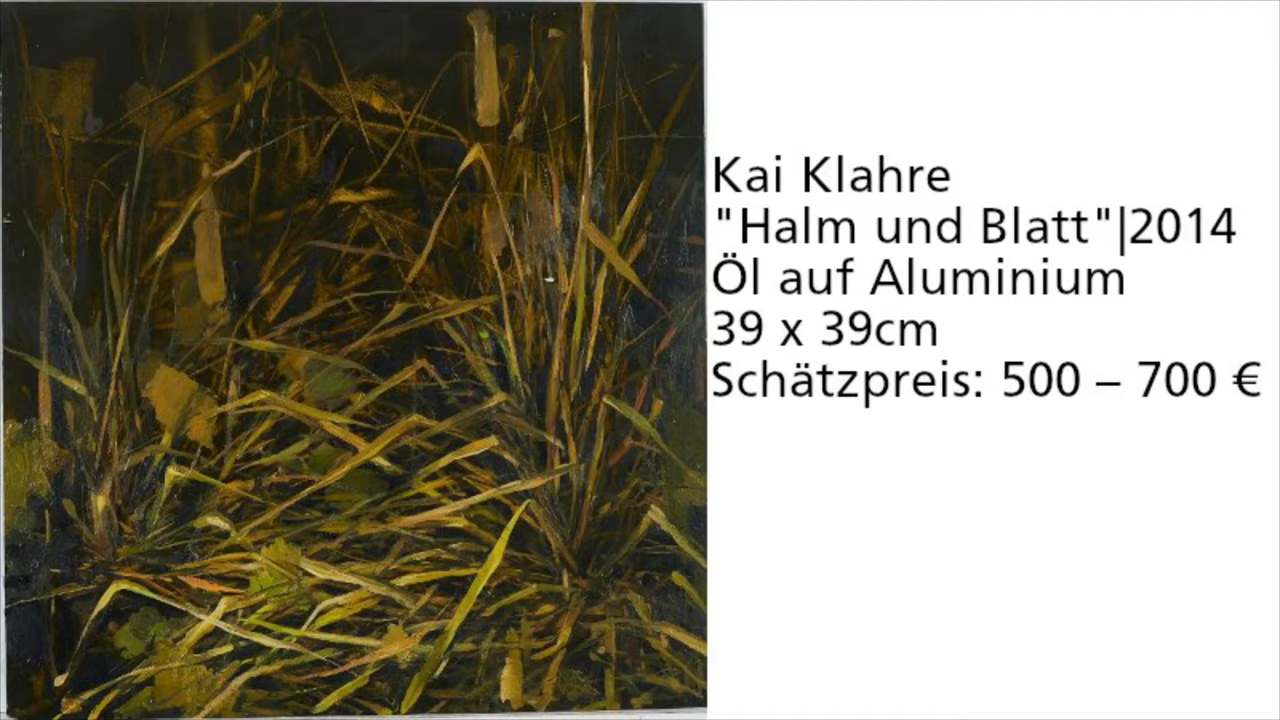 Kai Klahre
"Halm und Blatt"|2014
Öl auf Aluminium
39 x 39cm
Schätzpreis: 500 – 700 €